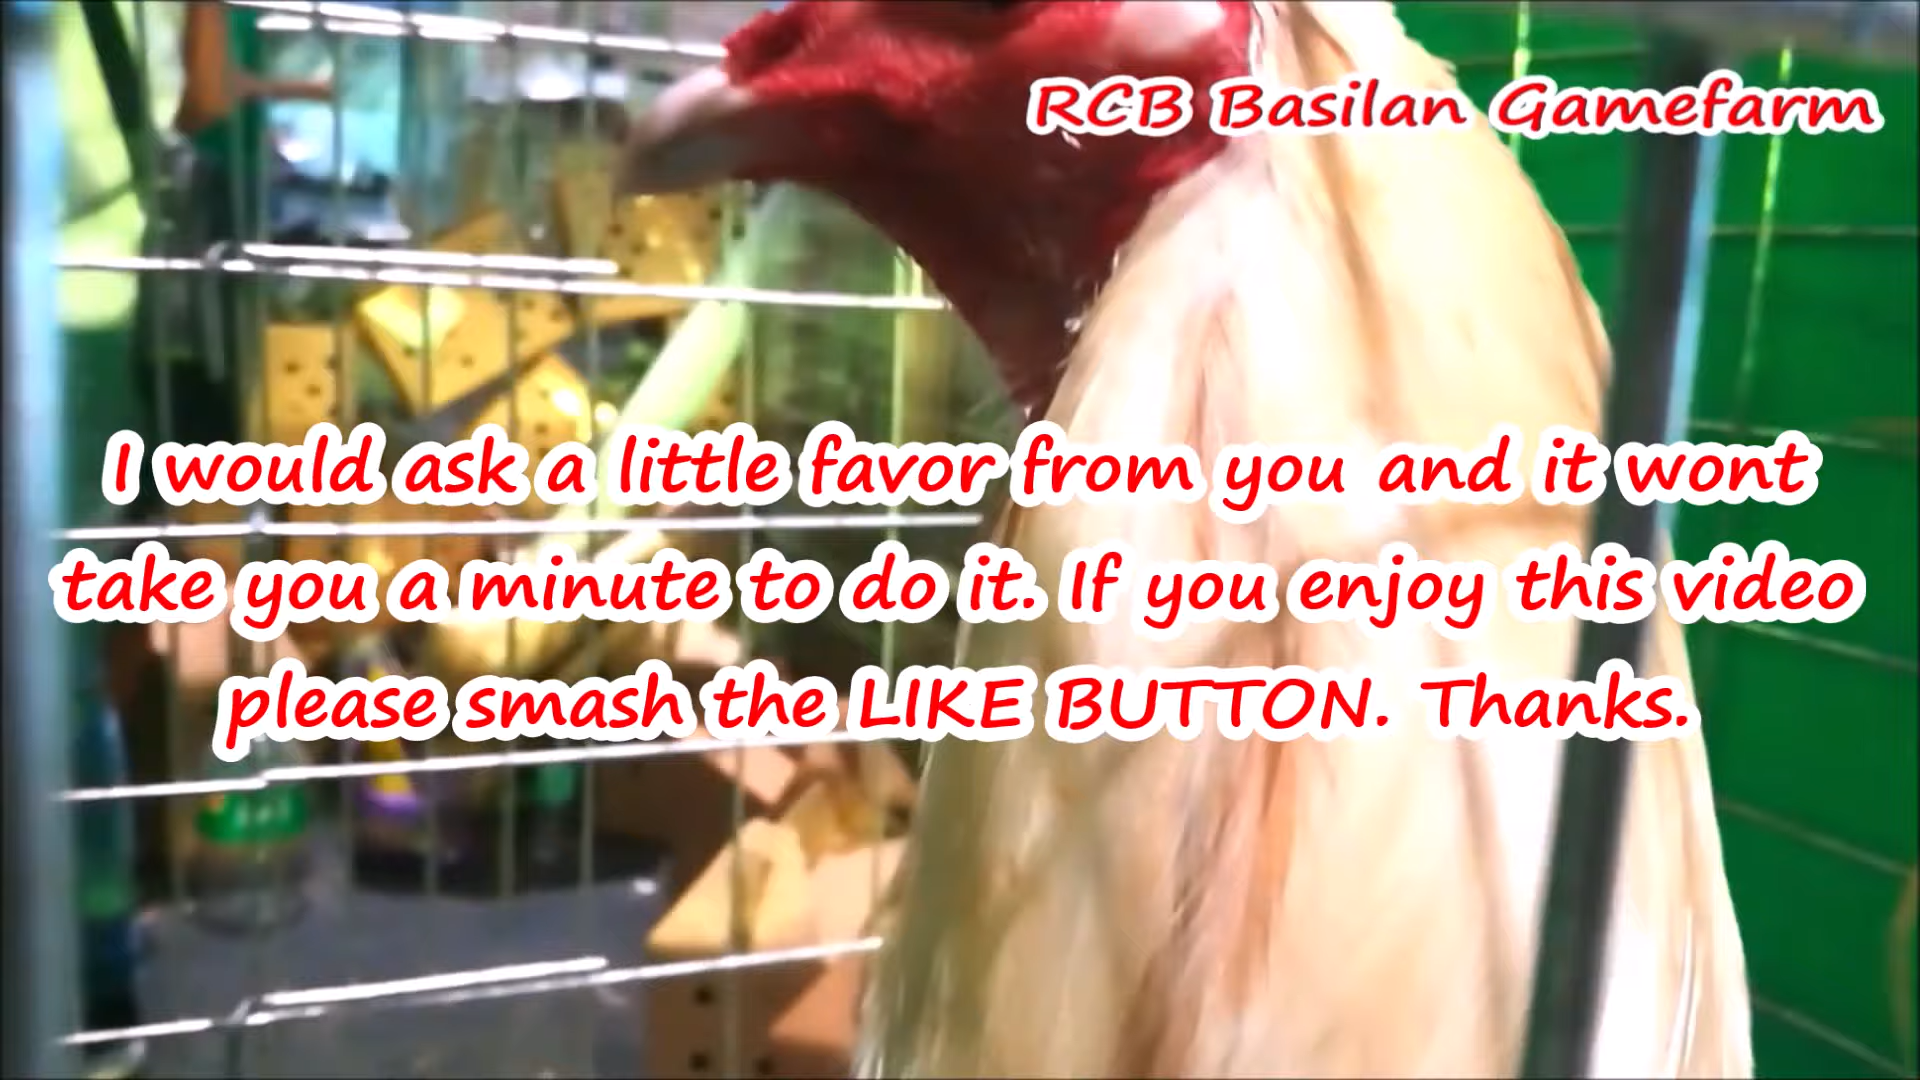 RCB Basilan Gamefarm
I would ask a little favor from you and it wont
take you a minute to do it. If you enjoy this video
please smash the LIKE BUTTON. Thanks.